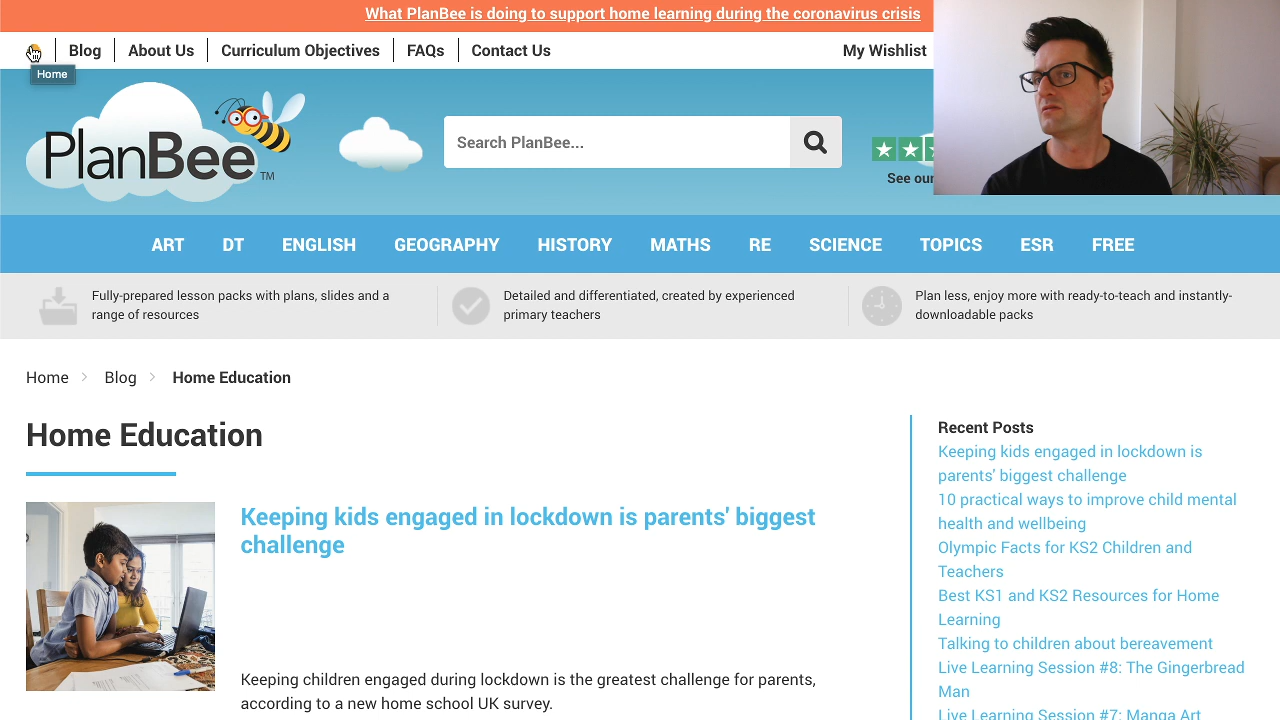 What PlanBee is doing to support home learning during the coronavirus crisis
Blog
About Us
Curriculum Objectives
FAQs
Contact Us
My Wishlist
Home
PlanBee TM
Search PlanBee...
See our
ART
DT
ENGLISH
GEOGRAPHY
HISTORY
MATHS
RE
SCIENCE
TOPICS
ESR
FREE
Fully-prepared lesson packs with plans, slides and a
range of resources
Detailed and differentiated, created by experienced
primary teachers
Plan less, enjoy more with ready-to-teach and instantly-
downloadable packs
Home
Blog
Home Education
Home Education
Keeping kids engaged in lockdown is parents' biggest
challenge
Keeping children engaged during lockdown is the greatest challenge for parents,
according to a new home school UK survey.
Recent Posts
Keeping kids engaged in lockdown is
parents' biggest challenge
10 practical ways to improve child mental
health and wellbeing
Olympic Facts for KS2 Children and
Teachers
Best KS1 and KS2 Resources for Home
Learning
Talking to children about bereavement
Live Learning Session #8: The Gingerbread
Man
Live Learning Session #7: Manga Art